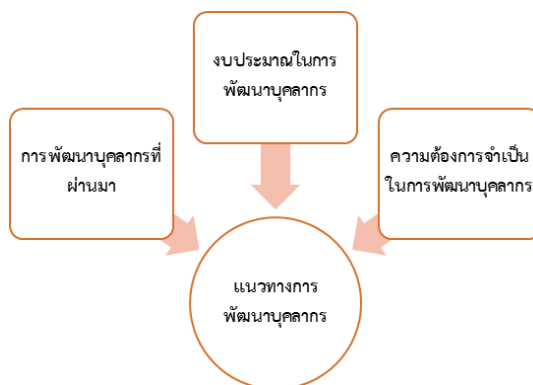 งบประมาณในการ
พัฒนาบุคลากร
การพัฒนาบุคลากรที่
ผ่านมา
ความต้องการจำเป็น
ในการพัฒนาบุคลากร
แนวทางการ
พัฒนาบุคลากร